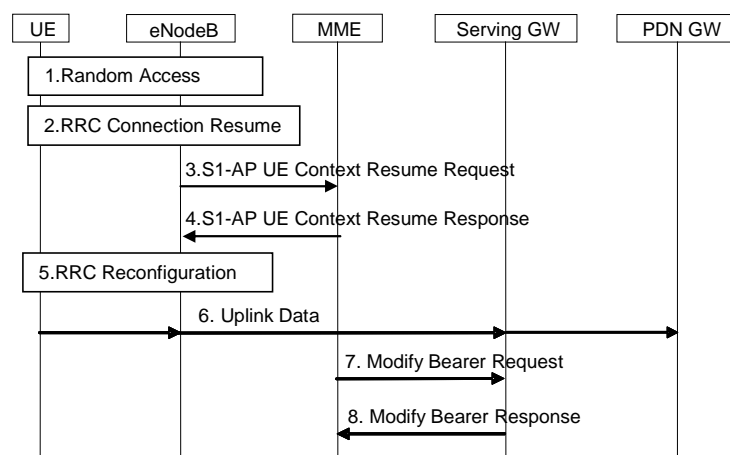 UE
eNodeB
MME
Serving GW
PDN GW
1.Random Access
2.RRC Connection Resume
3.S1-AP UE Context Resume Request
4.S1-AP UE Context Resume Response
5.RRC Reconfiguration
6. Uplink Data
7. Modify Bearer Request
8. Modify Bearer Response